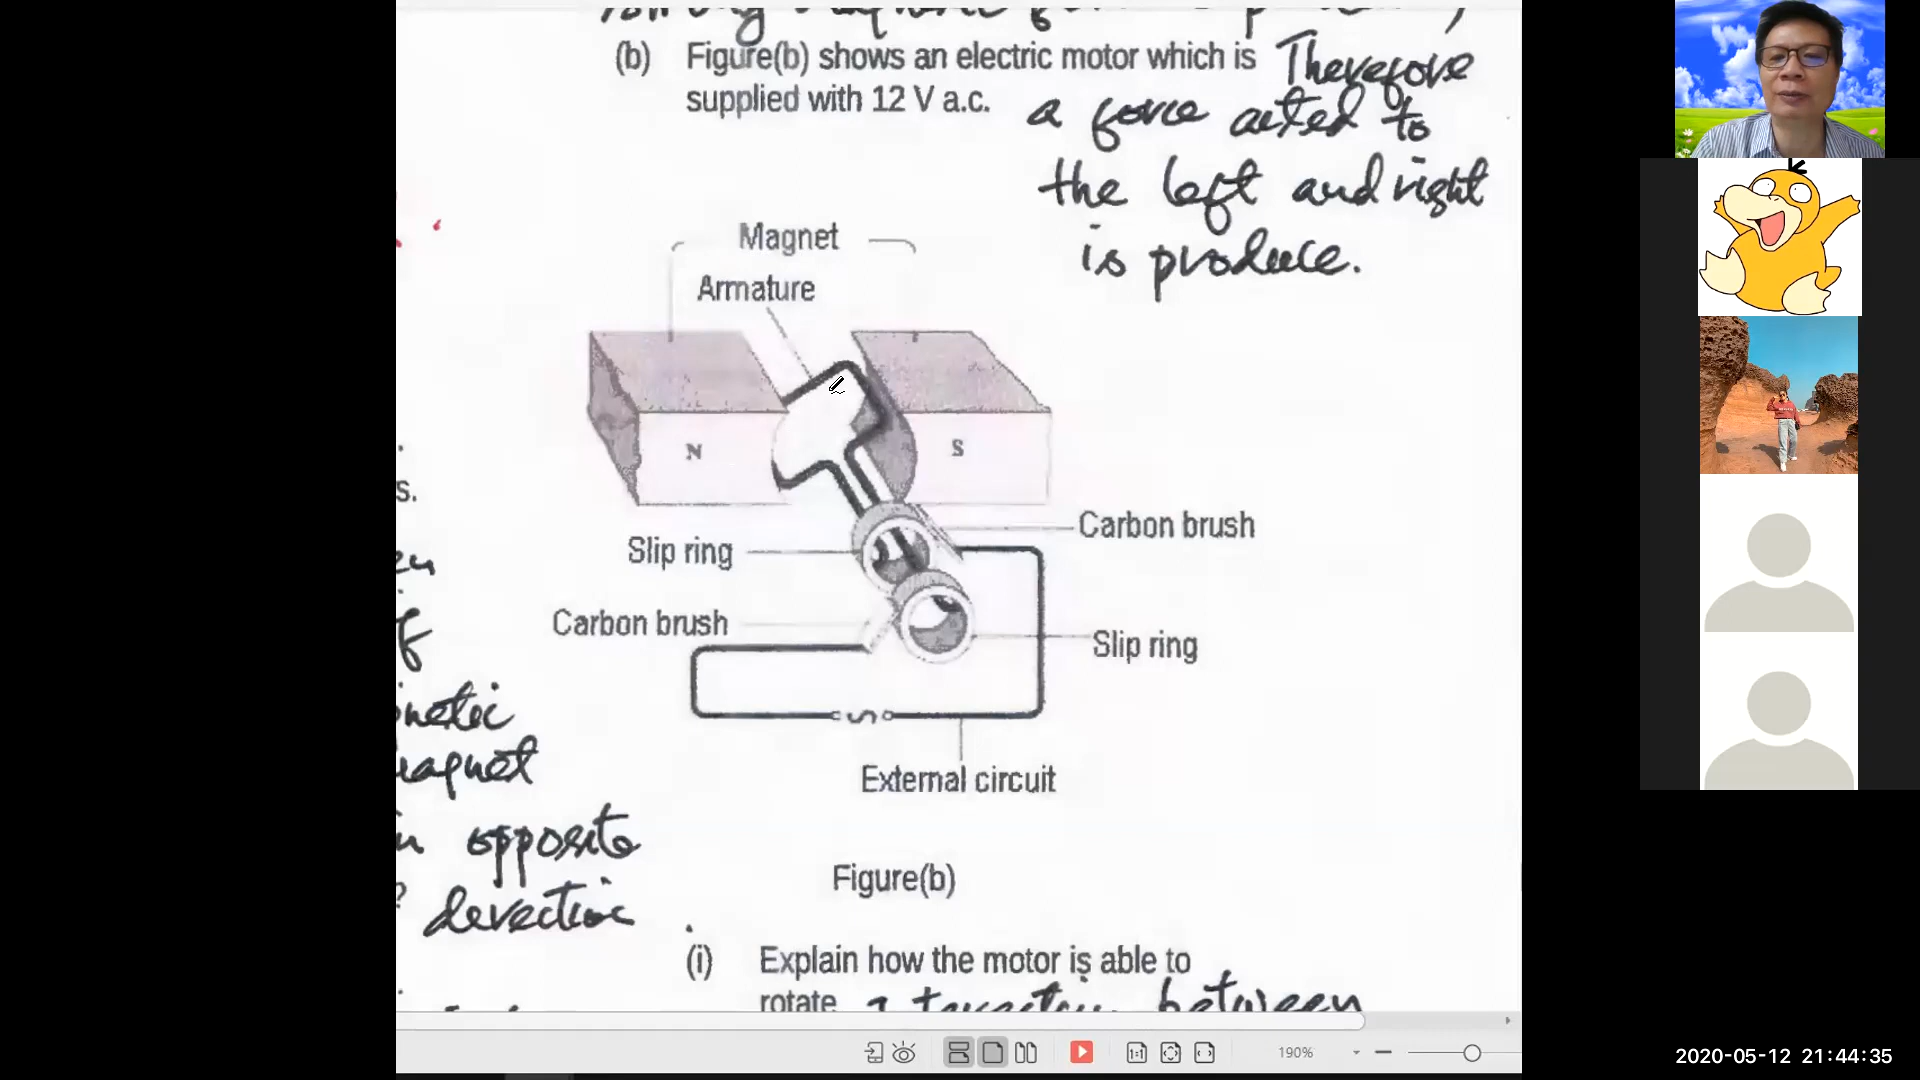 (b) Figure(b) shows an electric motor which is
supplied with 12 V a.c.
Therefore
a force acted to
the left and right
is produce.
Magnet
Armature
N
S
Carbon brush
Slip ring
Carbon brush
Slip ring
External circuit
Figure(b)
s.
netic
magnet
opposite
direction
(i) Explain how the motor is able to
rotate
between
190%
2020-05-12 21:44:35